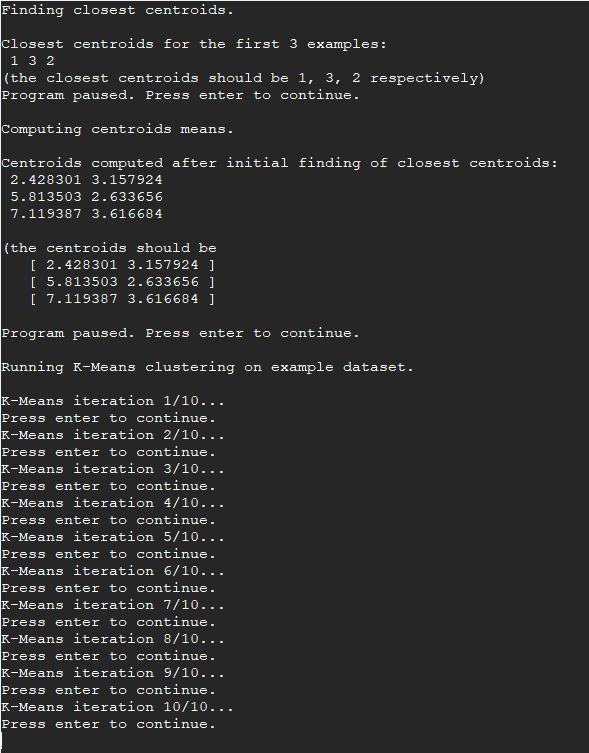 Finding closest centroids.
Closest centroids for the first 3 examples:
1 3 2
(the closest centroids should be 1, 3, 2 respectively)
Program paused. Press enter to continue.
Computing centroids means.
Centroids computed after initial finding of closest centroids:
2.428301 3.157924
5.813503 2.633656
7.119387 3.616684
(the centroids should be
[ 2.428301 3.157924 ]
[ 5.813503 2.633656 ]
[ 7.119387 3.616684 ]
Program paused. Press enter to continue.
Running K-Means clustering on example dataset.
K-Means iteration 1/10...
Press enter to continue.
K-Means iteration 2/10...
Press enter to continue.
K-Means iteration 3/10...
Press enter to continue.
K-Means iteration 4/10...
Press enter to continue.
K-Means iteration 5/10...
Press enter to continue.
K-Means iteration 6/10...
Press enter to continue.
K-Means iteration 7/10...
Press enter to continue.
K-Means iteration 8/10...
Press enter to continue.
K-Means iteration 9/10...
Press enter to continue.
K-Means iteration 10/10...
Press enter to continue.